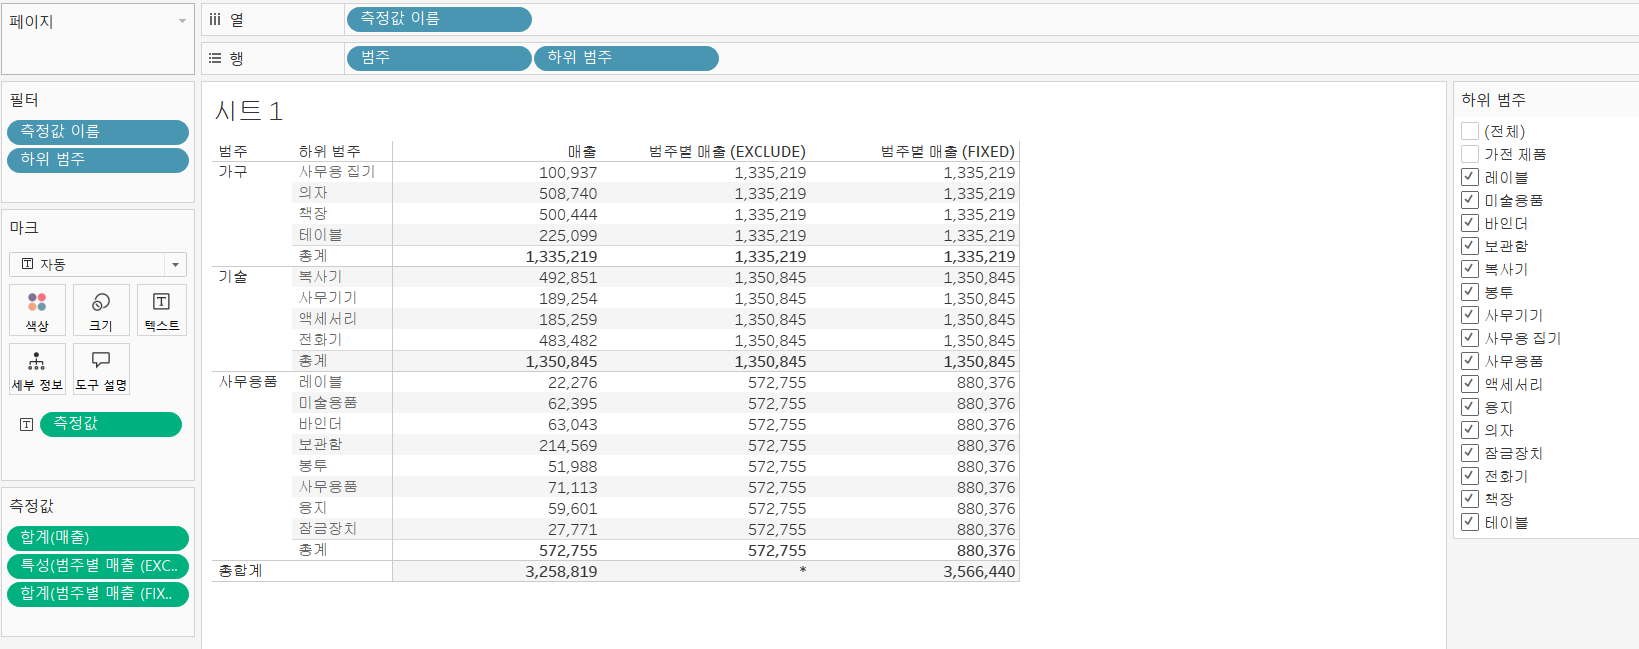 페이지
열
측정값 이름
행
범주 하위 범주
필터
측정값 이름
하위 범주
마크
자동
색상 크기 텍스트
세부 정보 도구 설명
측정값
측정값
합계(매출)
특성(범주별 매출 (EXC..
합계(범주별 매출 (FIX..
시트 1
범주 하위 범주 매출 범주별 매출 (EXCLUDE) 범주별 매출 (FIXED)
가구 사무용 집기 100,937 1,335,219 1,335,219
의자 508,740 1,335,219 1,335,219
책장 500,444 1,335,219 1,335,219
테이블 225,099 1,335,219 1,335,219
총계 1,335,219 1,335,219 1,335,219
기술 복사기 492,851 1,350,845 1,350,845
사무기기 189,254 1,350,845 1,350,845
액세서리 185,259 1,350,845 1,350,845
전화기 483,482 1,350,845 1,350,845
총계 1,350,845 1,350,845 1,350,845
사무용품 레이블 22,276 572,755 880,376
미술용품 62,395 572,755 880,376
바인더 63,043 572,755 880,376
보관함 214,569 572,755 880,376
봉투 51,988 572,755 880,376
사무용품 71,113 572,755 880,376
용지 59,601 572,755 880,376
잠금장치 27,771 572,755 880,376
총계 572,755 572,755 880,376
총합계 3,258,819 * 3,566,440
하위 범주
(전체)
가전 제품
레이블
미술용품
바인더
보관함
복사기
봉투
사무기기
사무용 집기
사무용품
액세서리
용지
의자
잠금장치
전화기
책장
테이블